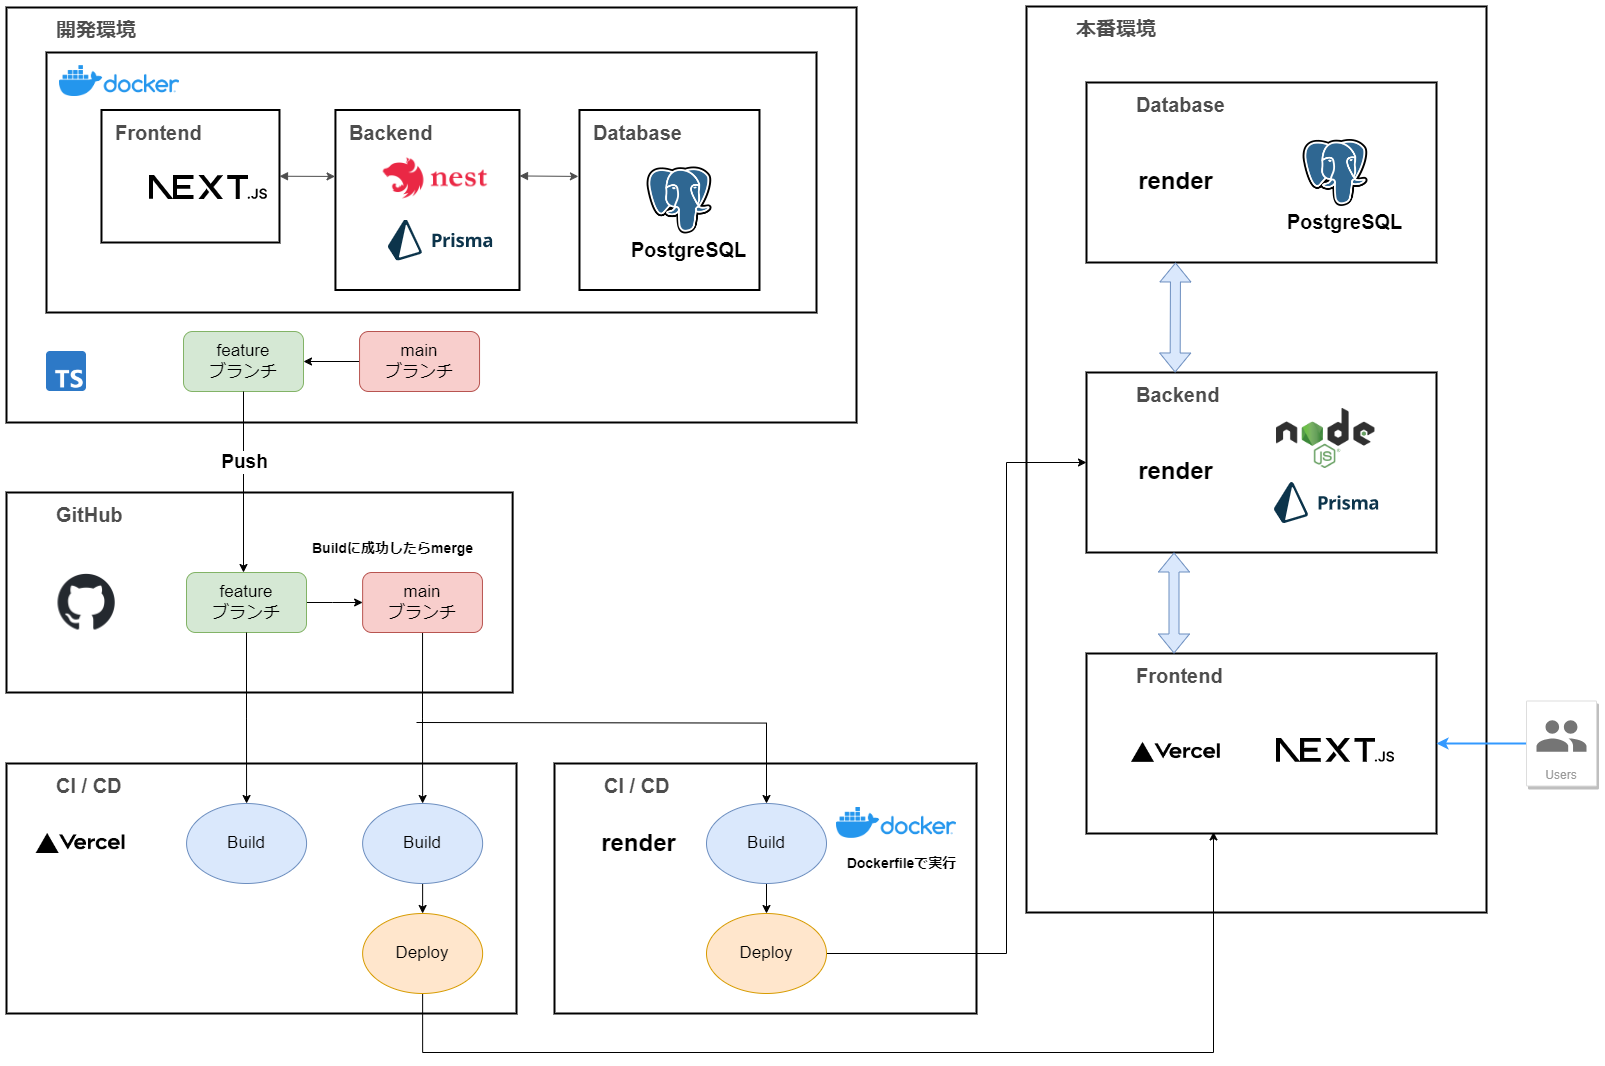 開発環境
docker
Frontend
NEXT.JS
Backend
nest
Prisma
Database
PostgreSQL
TS
feature
ブランチ
main
ブランチ
Push
GitHub
Buildに成功したらmerge
feature
ブランチ
main
ブランチ
CI / CD
Vercel
Build
Build
Deploy
CI / CD
render
Build
docker
Dockerfileで実行
Deploy
本番環境
Database
render
PostgreSQL
Backend
render
node
JS
Prisma
Frontend
Vercel
NEXT.JS
Users